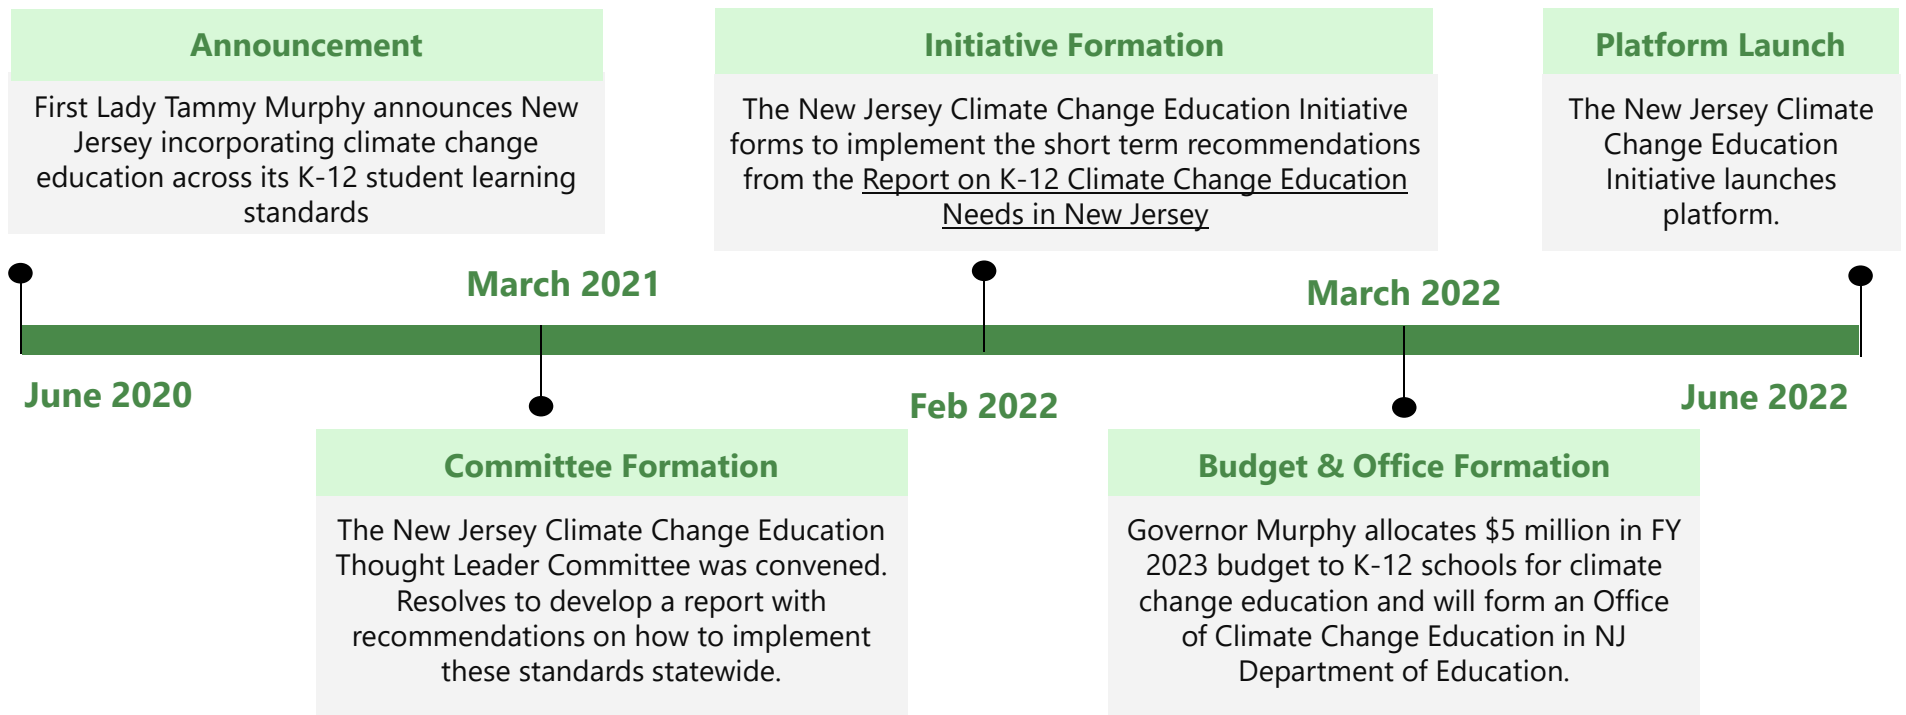 Announcement
First Lady Tammy Murphy announces New
Jersey incorporating climate change
education across its K-12 student learning
standards
Initiative Formation
The New Jersey Climate Change Education Initiative
forms to implement the short term recommendations
from the Report on K-12 Climate Change Education
Needs in New Jersey
Platform Launch
The New Jersey Climate
Change Education
Initiative launches
platform.
March 2021
March 2022
June 2020
Feb 2022
June 2022
Committee Formation
The New Jersey Climate Change Education
Thought Leader Committee was convened.
Resolves to develop a report with
recommendations on how to implement
these standards statewide.
Budget & Office Formation
Governor Murphy allocates $5 million in FY
2023 budget to K-12 schools for climate
change education and will form an Office
of Climate Change Education in NJ
Department of Education.